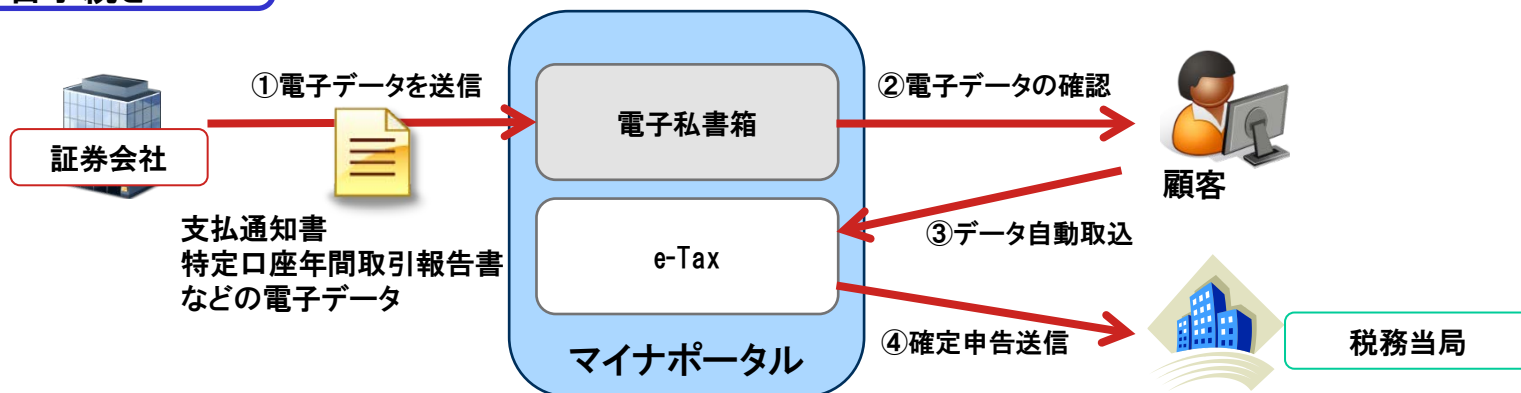 ①電子データを送信
証券会社
支払通知書
特定口座年間取引報告書
などの電子データ
電子私書箱
e-Tax
マイナポータル
②電子データの確認
顧客
③データ自動取込
④確定申告送信
税務当局